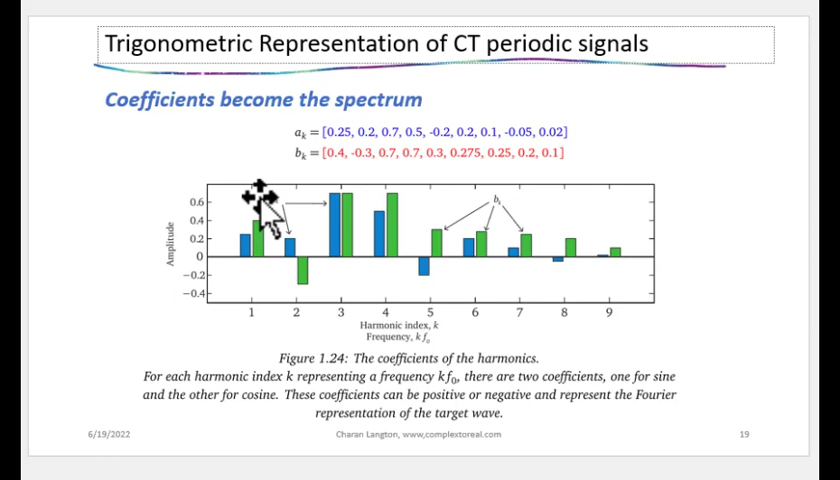 Trigonometric Representation of CT periodic signals
Coefficients become the spectrum
aₖ = [0.25, 0.2, 0.7, 0.5, -0.2, 0.2, 0.1, -0.05, 0.02]
bₖ = [0.4, -0.3, 0.7, 0.7, 0.3, 0.275, 0.25, 0.2, 0.1]
0.6
0.4
0.2
0
−0.2
−0.4
Amplitude
bₖ
1 2 3 4 5 6 7 8 9
Harmonic index, k
Frequency, k f₀
Figure 1.24: The coefficients of the harmonics.
For each harmonic index k representing a frequency kf₀, there are two coefficients, one for sine
and the other for cosine. These coefficients can be positive or negative and represent the Fourier
representation of the target wave.
6/19/2022 Charan Langton, www,complextoreal.com 19